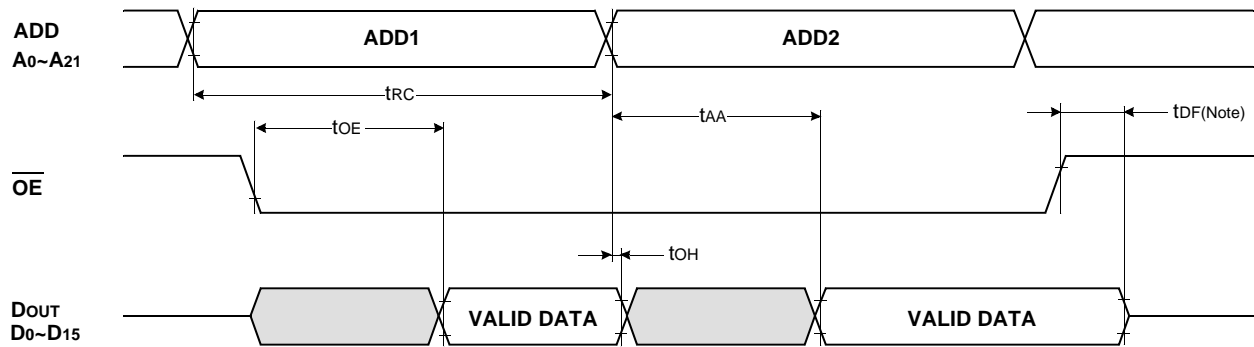 ADD
A0~A21
ADD1
ADD2
tRC
tAA
tOE
tDF(Note)
OE
tOH
DOUT
D0~D15
VALID DATA
VALID DATA